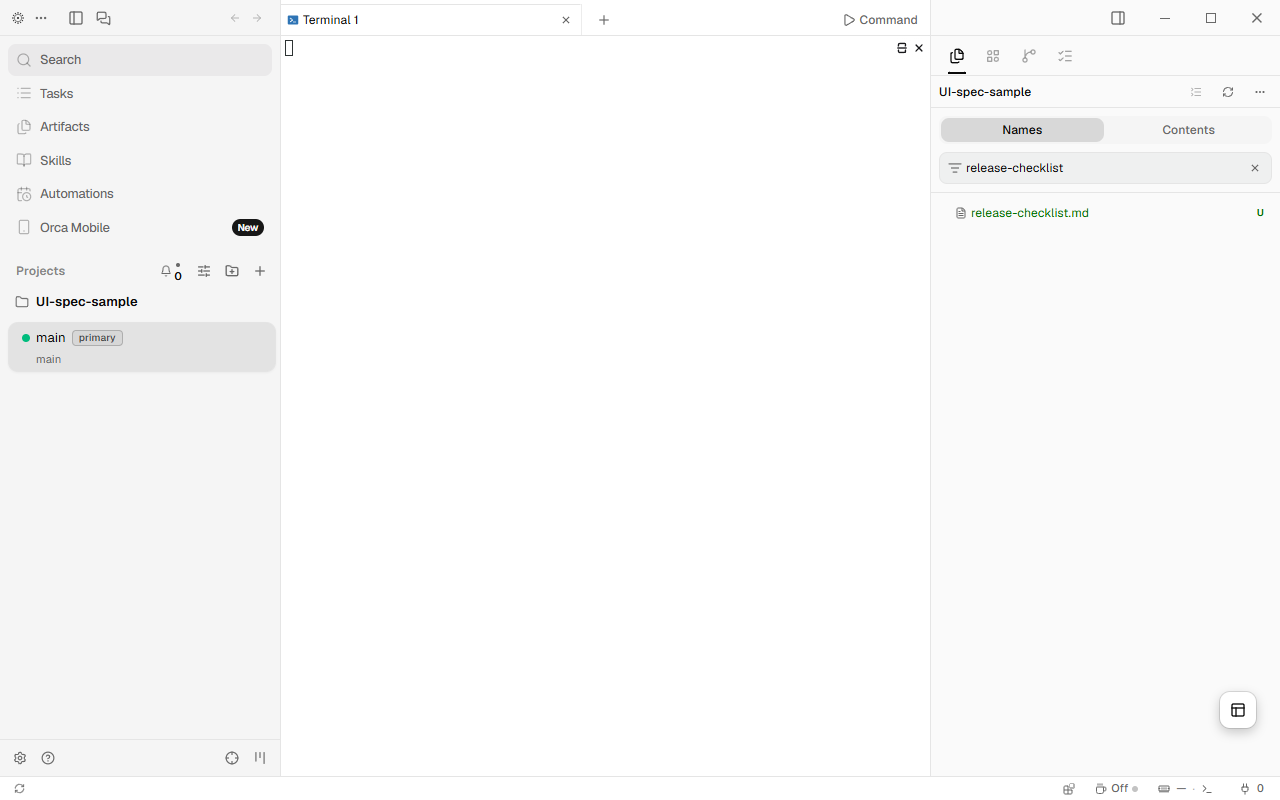 Terminal 1
Command
Search
Tasks
Artifacts
Skills
Automations
Orca Mobile
New
Projects
0
UI-spec-sample
main
primary
main
UI-spec-sample
Names
Contents
release-checklist
release-checklist.md
U
Off
0